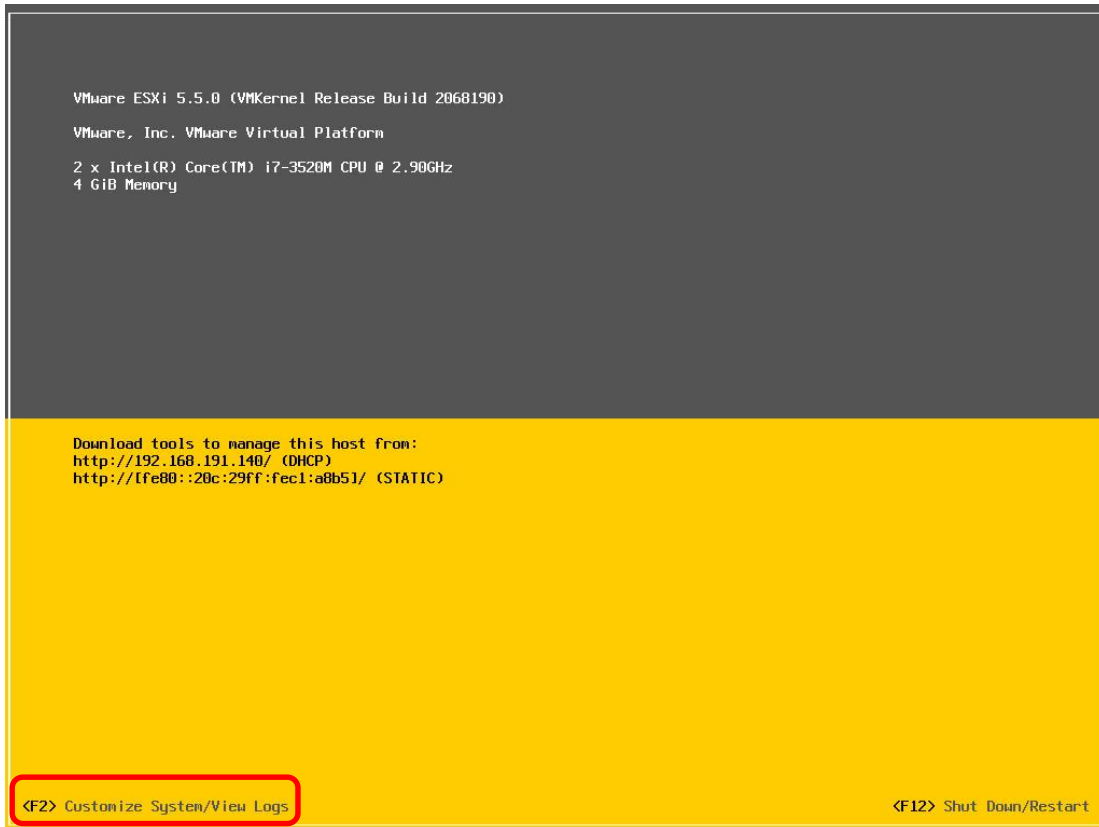 VMware ESXi 5.5.0 (VMKernel Release Build 2068190)
VMware, Inc. VMware Virtual Platform
2 x Intel(R) Core(TM) i7-3520M CPU @ 2.90GHz
4 GiB Memory
Download tools to manage this host from:
http://192.168.191.140/ (DHCP)
http://[fe80::20c:29ff:fec1:a8b5]/ (STATIC)
<F2> Customize System/View Logs
<F12> Shut Down/Restart